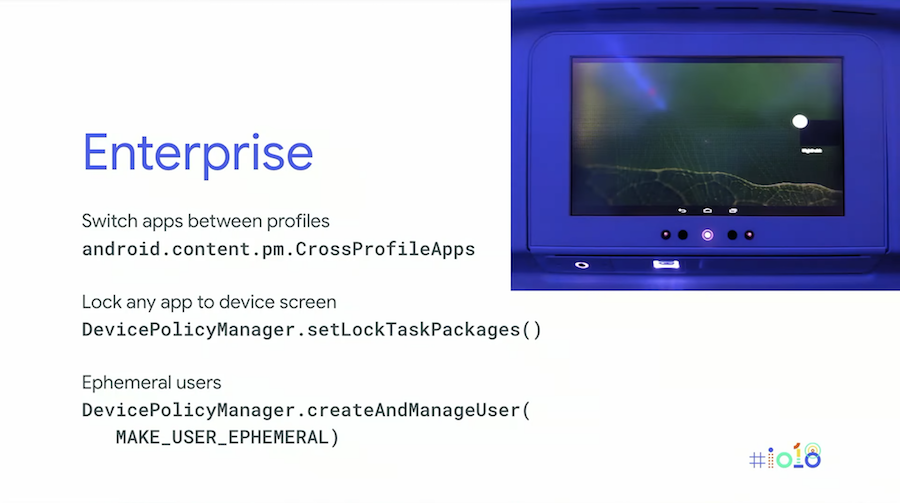 Enterprise
Switch apps between profiles
android.content.pm.CrossProfileApps
Lock any app to device screen
DevicePolicyManager.setLockTaskPackages()
Ephemeral users
DevicePolicyManager.createAndManageUser(
MAKE_USER_EPHEMERAL)
#io18